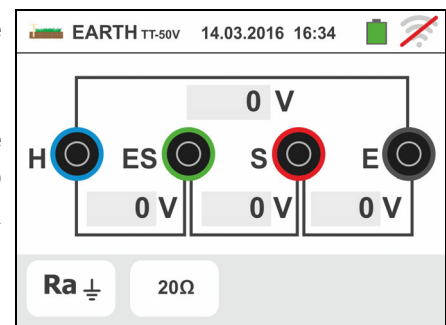 EARTH TT-50V 14.03.2016 16:34
0 V
H ES S E
0 V 0 V 0 V
Ra 20Ω